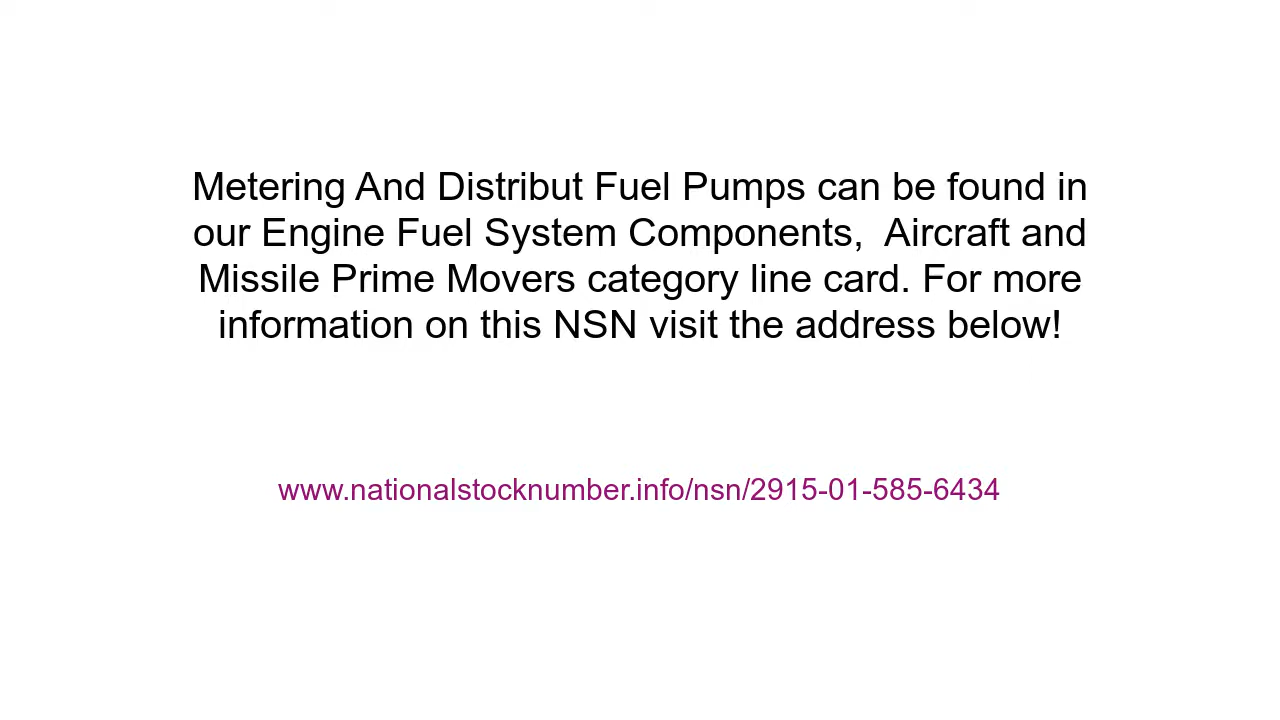 Metering And Distribut Fuel Pumps can be found in
our Engine Fuel System Components,  Aircraft and
Missile Prime Movers category line card. For more
information on this NSN visit the address below!
www.nationalstocknumber.info/nsn/2915-01-585-6434